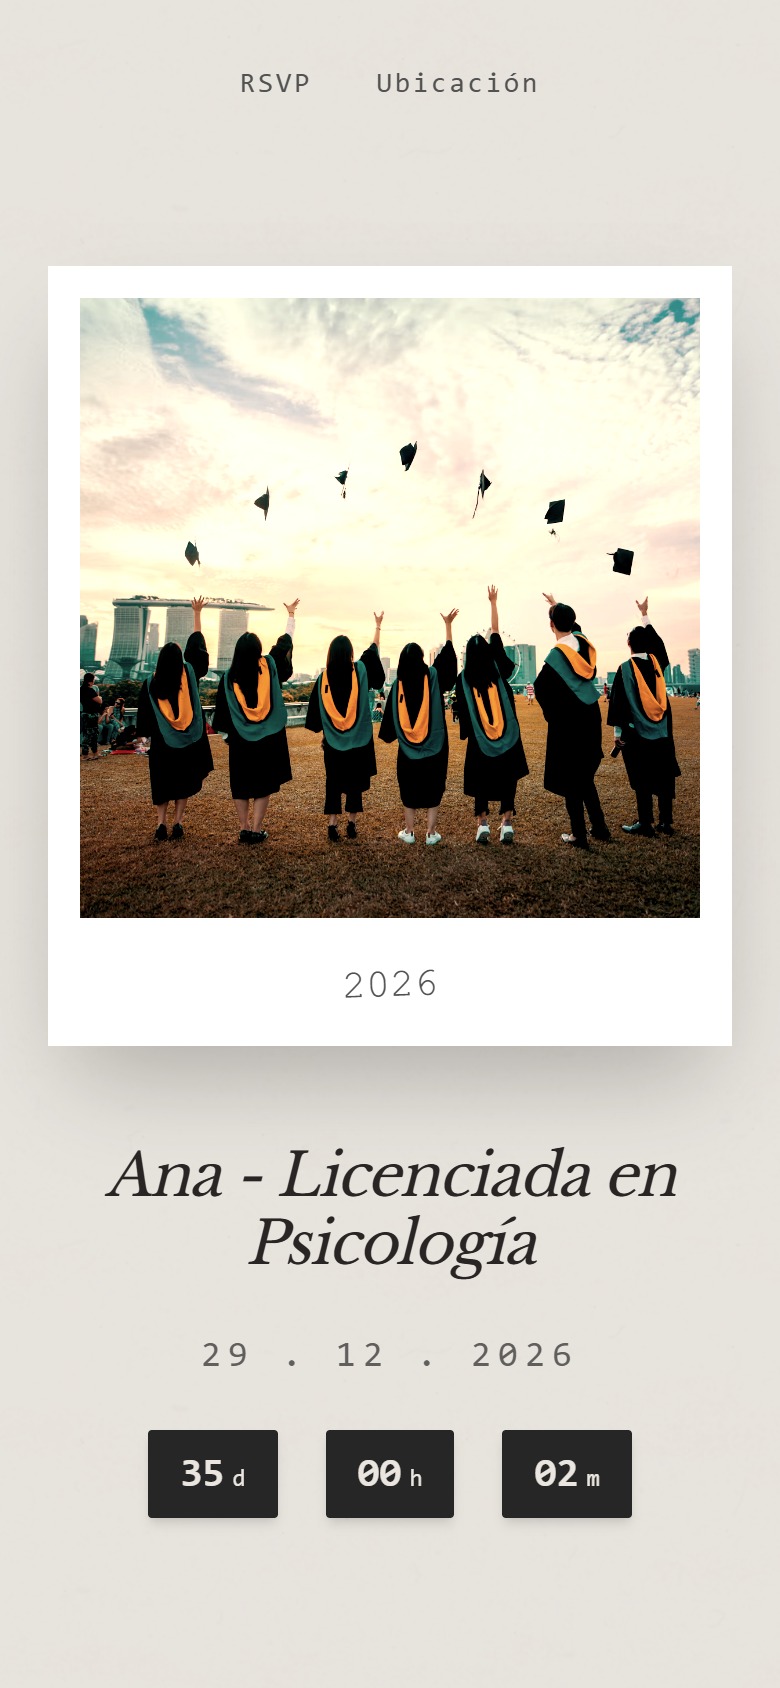 RSVP Ubicación
2026
Ana - Licenciada en
Psicología
29 . 12 . 2026
35 d 00 h 02 m